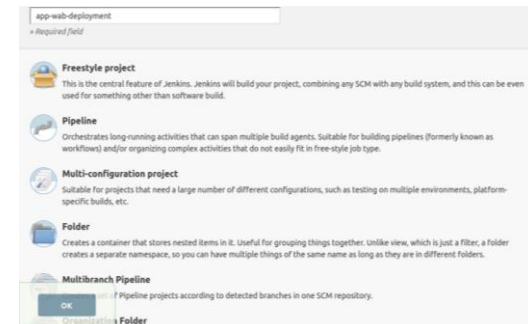 app-wab-deployment
» Required field
Freestyle project
This is the central feature of Jenkins. Jenkins will build your project, combining any SCM with any build system, and this can be even
used for something other than software build.
Pipeline
Orchestrates long-running activities that can span multiple build agents. Suitable for building pipelines (formerly known as
workflows) and/or organizing complex activities that do not easily fit in free-style job type.
Multi-configuration project
Suitable for projects that need a large number of different configurations, such as testing on multiple environments, platform-
specific builds, etc.
Folder
Creates a container that stores nested items in it. Useful for grouping things together. Unlike view, which is just a filter, a folder
creates a separate namespace, so you can have multiple things of the same name as long as they are in different folders.
Multibranch Pipeline
of Pipeline projects according to detected branches in one SCM repository.
OK
Organization Folder